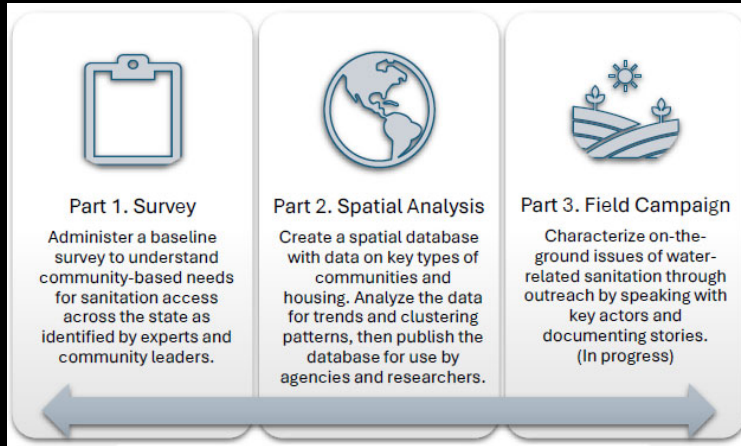 Part 1. Survey
Administer a baseline
survey to understand
community-based needs
for sanitation access
across the state as
identified by experts and
community leaders.
Part 2. Spatial Analysis
Create a spatial database
with data on key types of
communities and
housing. Analyze the data
for trends and clustering
patterns, then publish the
database for use by
agencies and researchers.
Part 3. Field Campaign
Characterize on-the-
ground issues of water-
related sanitation through
outreach by speaking with
key actors and
documenting stories.
(In progress)